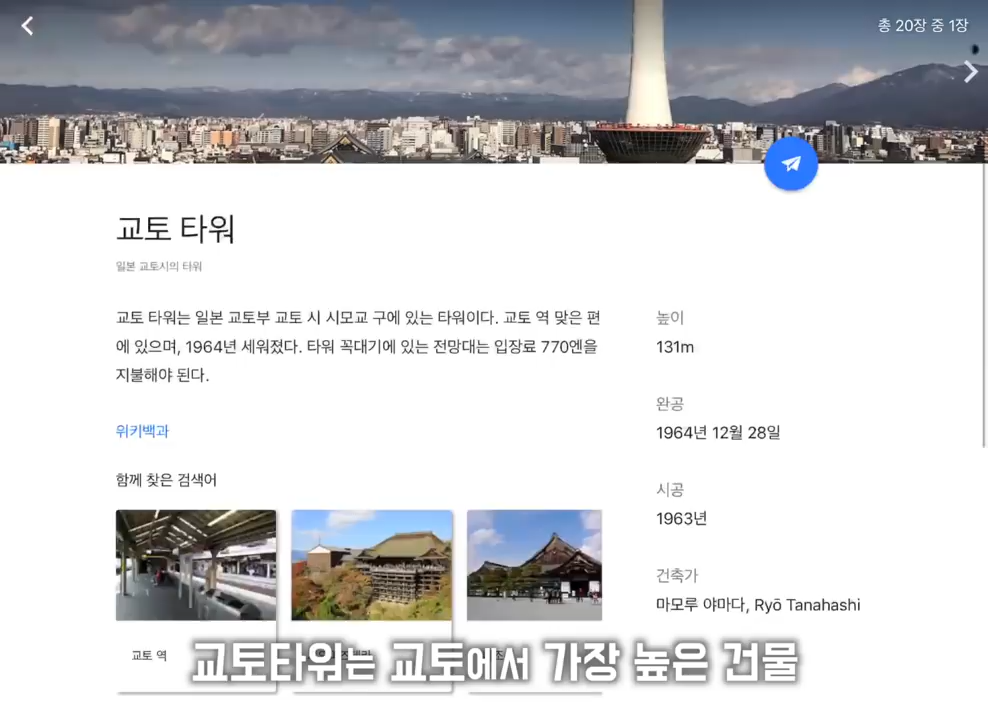 총 20장 중 1장
교토 타워
일본 교토시의 타워
교토 타워는 일본 교토부 교토 시 시모교 구에 있는 타워이다. 교토 역 맞은 편
에 있으며, 1964년 세워졌다. 타워 꼭대기에 있는 전망대는 입장료 770엔을
지불해야 된다.
위키백과
함께 찾은 검색어
높이
131m
완공
1964년 12월 28일
시공
1963년
건축가
마모루 야마다, Ryō Tanahashi
교토 역
교토타워는 교토에서 가장 높은 건물